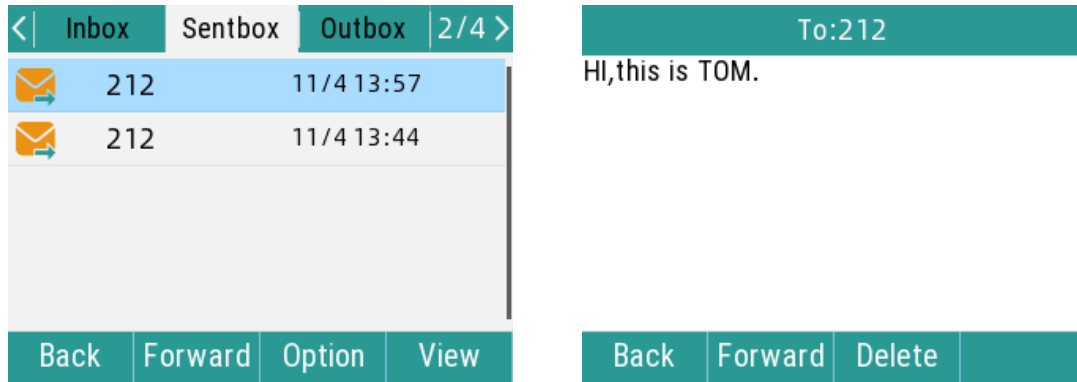 < Inbox Sentbox Outbox 2/4 >
212 11/4 13:57
212 11/4 13:44
Back Forward Option View
To:212
HI,this is TOM.
Back Forward Delete